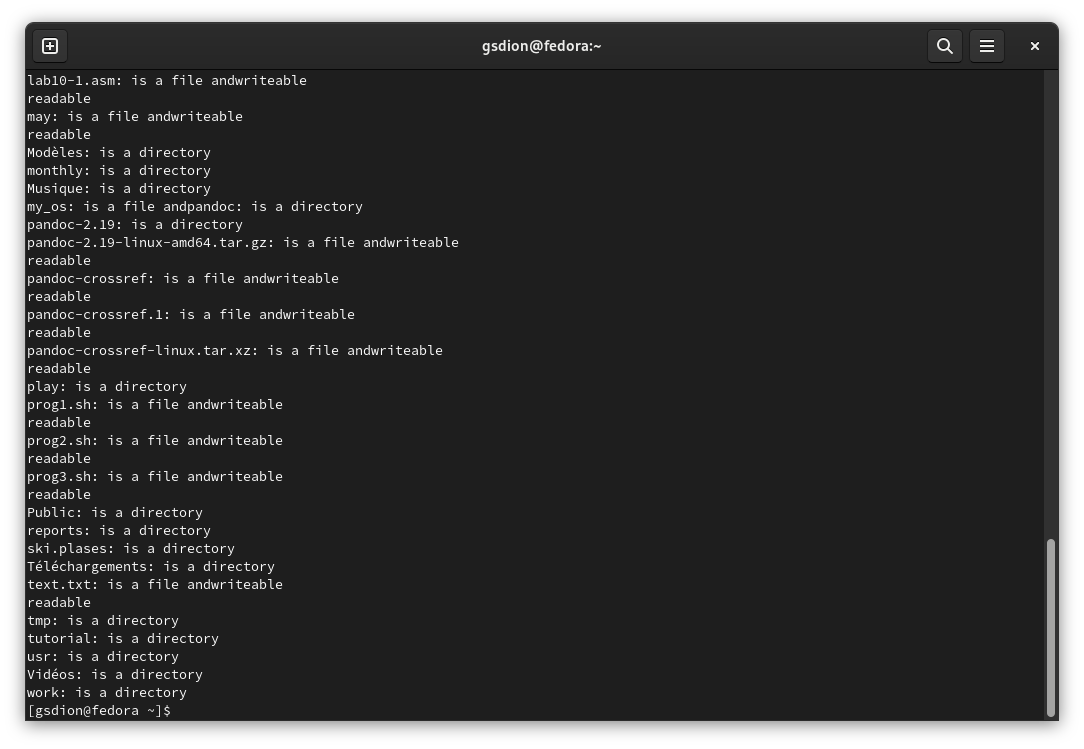 gsdion@fedora:~
lab10-1.asm: is a file andwriteable
readable
may: is a file andwriteable
readable
Modèles: is a directory
monthly: is a directory
Musique: is a directory
my_os: is a file andpandoc: is a directory
pandoc-2.19: is a directory
pandoc-2.19-linux-amd64.tar.gz: is a file andwriteable
readable
pandoc-crossref: is a file andwriteable
readable
pandoc-crossref.1: is a file andwriteable
readable
pandoc-crossref-linux.tar.xz: is a file andwriteable
readable
play: is a directory
prog1.sh: is a file andwriteable
readable
prog2.sh: is a file andwriteable
readable
prog3.sh: is a file andwriteable
readable
Public: is a directory
reports: is a directory
ski.plases: is a directory
Téléchargements: is a directory
text.txt: is a file andwriteable
readable
tmp: is a directory
tutorial: is a directory
usr: is a directory
Vidéos: is a directory
work: is a directory
[gsdion@fedora ~]$